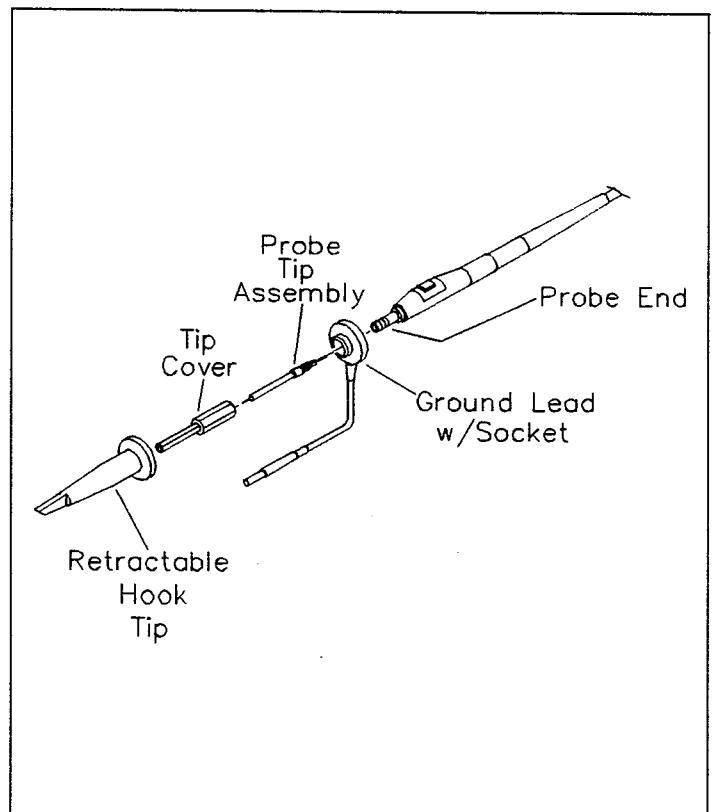 Probe
Tip
Assembly
Probe End
Tip
Cover
Ground Lead
w/Socket
Retractable
Hook
Tip